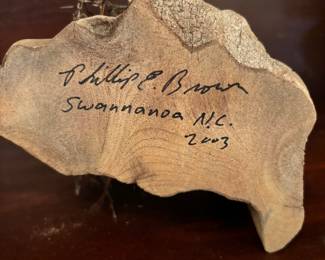 Phillip E. Brown
Swannanoa N.C.
2003